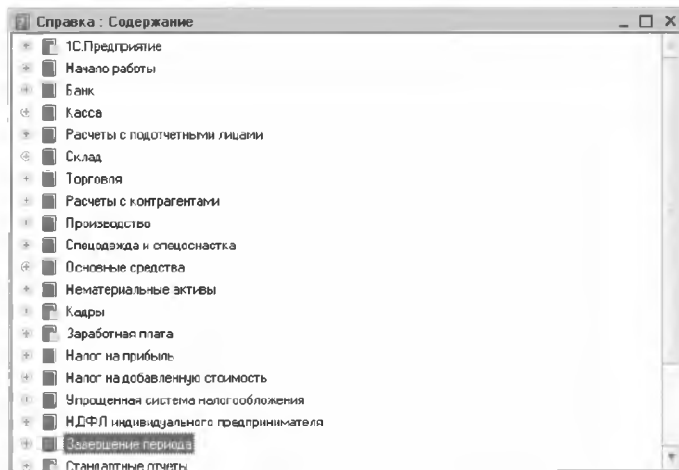 Справка : Содержание
1С.Предприятие
Начало работы
Банк
Касса
Расчеты с подотчетными лицами
Склад
Торговля
Расчеты с контрагентами
Производство
Спецодежда и спецоснастка
Основные средства
Нематериальные активы
Кадры
Заработная плата
Налог на прибыль
Налог на добавленную стоимость
Упрощенная система налогообложения
НДФЛ индивидуального предпринимателя
Завершение периода
Стандартные отчеты